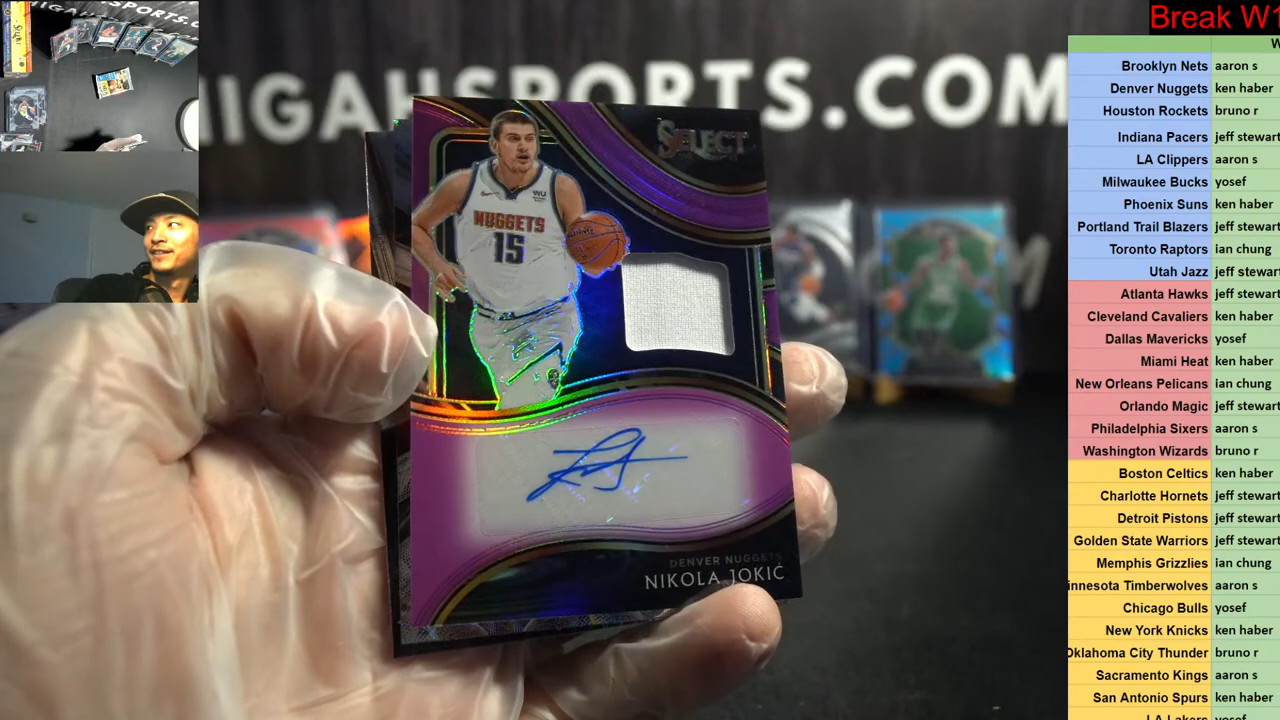 Break W1
HIGAHSPORTS.COM
SELECT
NUGGETS
15
DENVER NUGGETS
NIKOLA JOKIĆ
W
Brooklyn Nets aaron s
Denver Nuggets ken haber
Houston Rockets bruno r
Indiana Pacers jeff stewart
LA Clippers aaron s
Milwaukee Bucks yosef
Phoenix Suns ken haber
Portland Trail Blazers jeff stewart
Toronto Raptors ian chung
Utah Jazz jeff stewart
Atlanta Hawks jeff stewart
Cleveland Cavaliers ken haber
Dallas Mavericks yosef
Miami Heat ken haber
New Orleans Pelicans ian chung
Orlando Magic jeff stewart
Philadelphia Sixers aaron s
Washington Wizards bruno r
Boston Celtics ken haber
Charlotte Hornets jeff stewart
Detroit Pistons jeff stewart
Golden State Warriors jeff stewart
Memphis Grizzlies ian chung
innesota Timberwolves aaron s
Chicago Bulls yosef
New York Knicks ken haber
Oklahoma City Thunder bruno r
Sacramento Kings aaron s
San Antonio Spurs ken haber
LA Lakers yosef